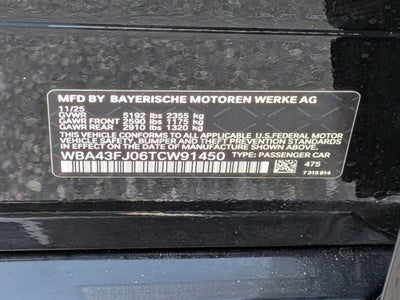 MFD BY BAYERISCHE MOTOREN WERKE AG
11/25
GVWR 5192 lbs 2355 kg
GAWR FRONT 2590 lbs 1175 kg
GAWR REAR 2910 lbs 1320 kg
THIS VEHICLE CONFORMS TO ALL APPLICABLE U.S.FEDERAL MOTOR
VEHICLE SAFETY, BUMPER, AND THEFT PREVENTION STANDARDS
IN EFFECT ON THE DATE OF MANUFACTURE SHOWN ABOVE.
WBA43FJ06TCW91450 TYPE: PASSENGER CAR
475
7 315 814